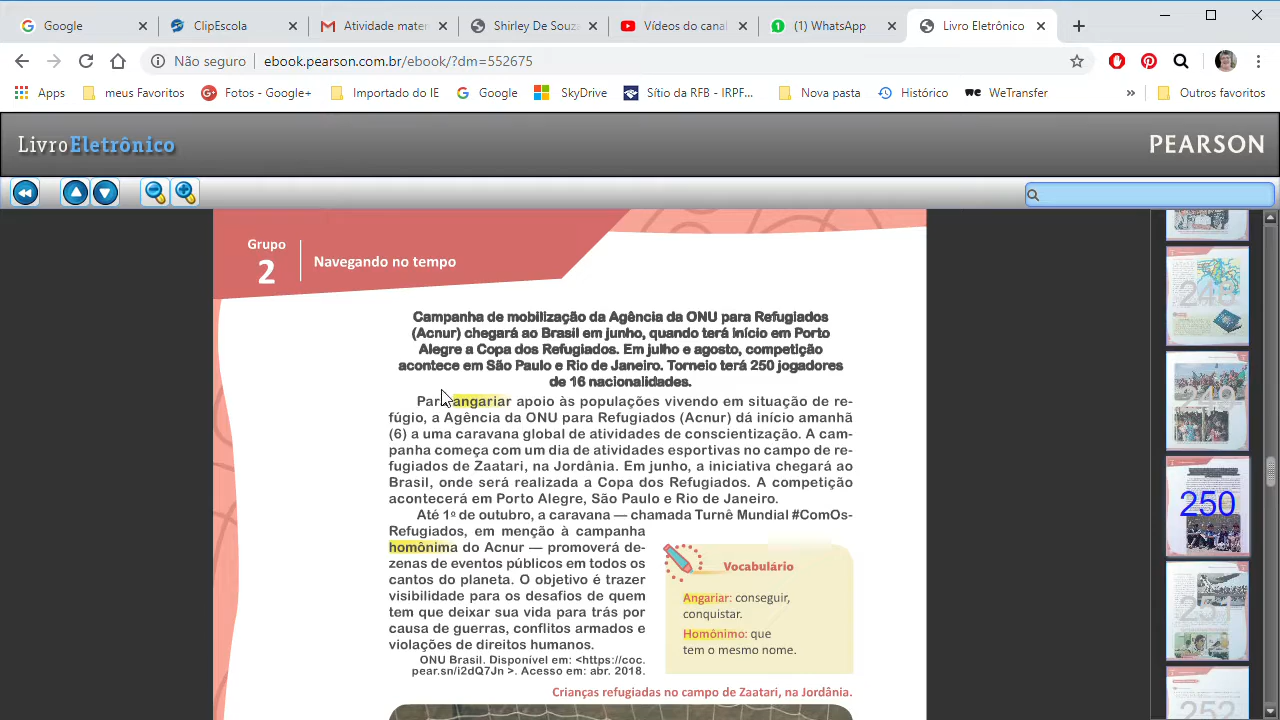 Google
ClipEscola
Atividade mater
Shirley De Souza
Vídeos do canal
(1) WhatsApp
Livro Eletrônico
Não seguro
ebook.pearson.com.br/ebook/?dm=552675
Apps
meus Favoritos
Fotos - Google+
Importado do IE
Google
SkyDrive
Sítio da RFB - IRPF...
Nova pasta
Histórico
WeTransfer
»
Outros favoritos
LivroEletrônico
PEARSON
Grupo
2
Navegando no tempo
Campanha de mobilização da Agência da ONU para Refugiados
(Acnur) chegará ao Brasil em junho, quando terá início em Porto
Alegre a Copa dos Refugiados. Em julho e agosto, competição
acontece em São Paulo e Rio de Janeiro. Torneio terá 250 jogadores
de 16 nacionalidades.
Para angariar apoio às populações vivendo em situação de re-
fúgio, a Agência da ONU para Refugiados (Acnur) dá início amanhã
(6) a uma caravana global de atividades de conscientização. A cam-
panha começa com um dia de atividades esportivas no campo de re-
fugiados de Zaatari, na Jordânia. Em junho, a iniciativa chegará ao
Brasil, onde será realizada a Copa dos Refugiados. A competição
acontecerá em Porto Alegre, São Paulo e Rio de Janeiro.
Até 1º de outubro, a caravana — chamada Turnê Mundial #ComOs-
Refugiados, em menção à campanha
homônima do Acnur — promoverá de-
zenas de eventos públicos em todos os
cantos do planeta. O objetivo é trazer
visibilidade para os desafios de quem
tem que deixar sua vida para trás por
causa de guerras, conflitos armados e
violações de direitos humanos.
ONU Brasil. Disponível em: <https://coc.
pear.sn/i2dQ7Jn >. Acesso em: abr. 2018.
Vocabulário
Angariar: conseguir,
conquistar.
Homônimo: que
tem o mesmo nome.
Crianças refugiadas no campo de Zaatari, na Jordânia.
248
249
250
251
252